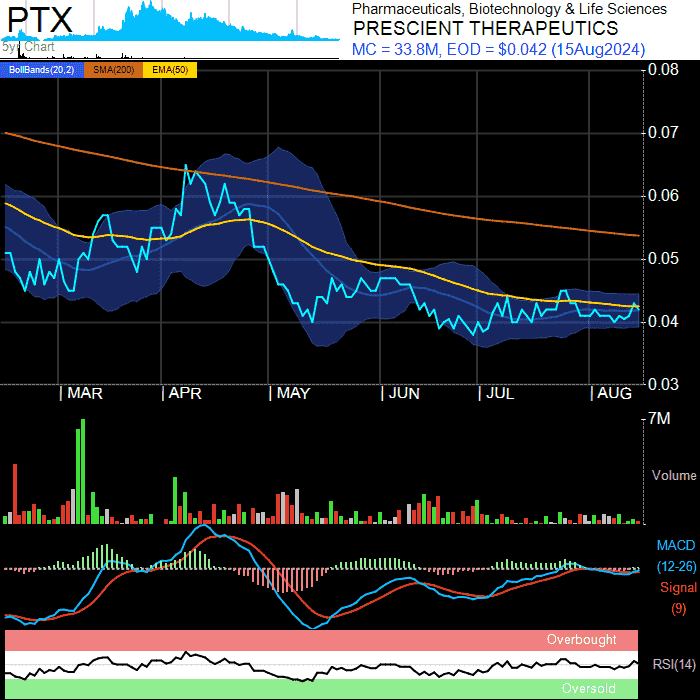 PTX
5yr Chart
Pharmaceuticals, Biotechnology & Life Sciences
PRESCIENT THERAPEUTICS
MC = 33.8M, EOD = $0.042 (15Aug2024)
BollBands(20,2) SMA(200) EMA(50)
0.08
0.07
0.06
0.05
0.04
0.03
MAR APR MAY JUN JUL AUG
7M
Volume
MACD
(12-26)
Signal
(9)
Overbought
RSI(14)
Oversold